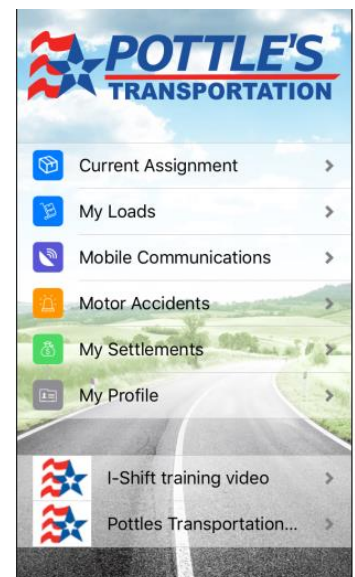 POTTLE'S
TRANSPORTATION
Current Assignment
My Loads
Mobile Communications
Motor Accidents
My Settlements
My Profile
I-Shift training video
Pottles Transportation...